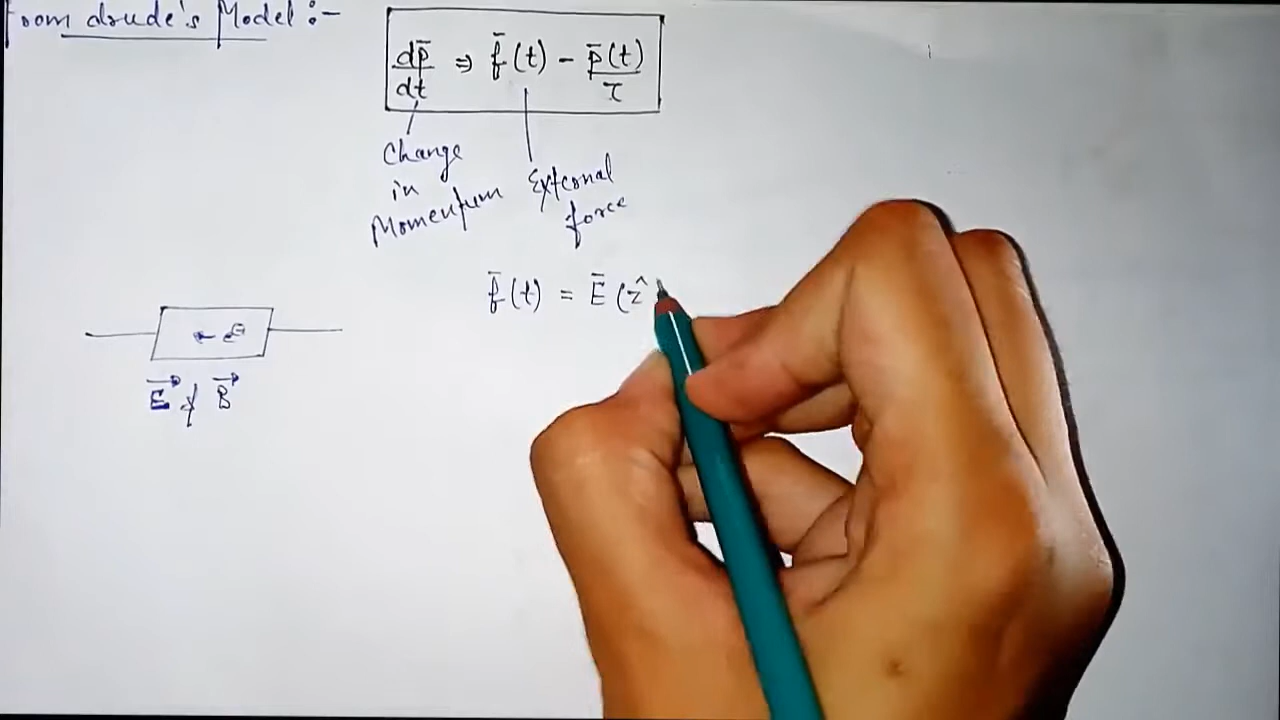 from drude's Model :-
dp̄/dt ⇒ f̄(t) - p̄(t)/τ
Change
in
Momentum
External
force
f̄(t) = Ē(ẑ
← e⊖
E⃗ & B⃗